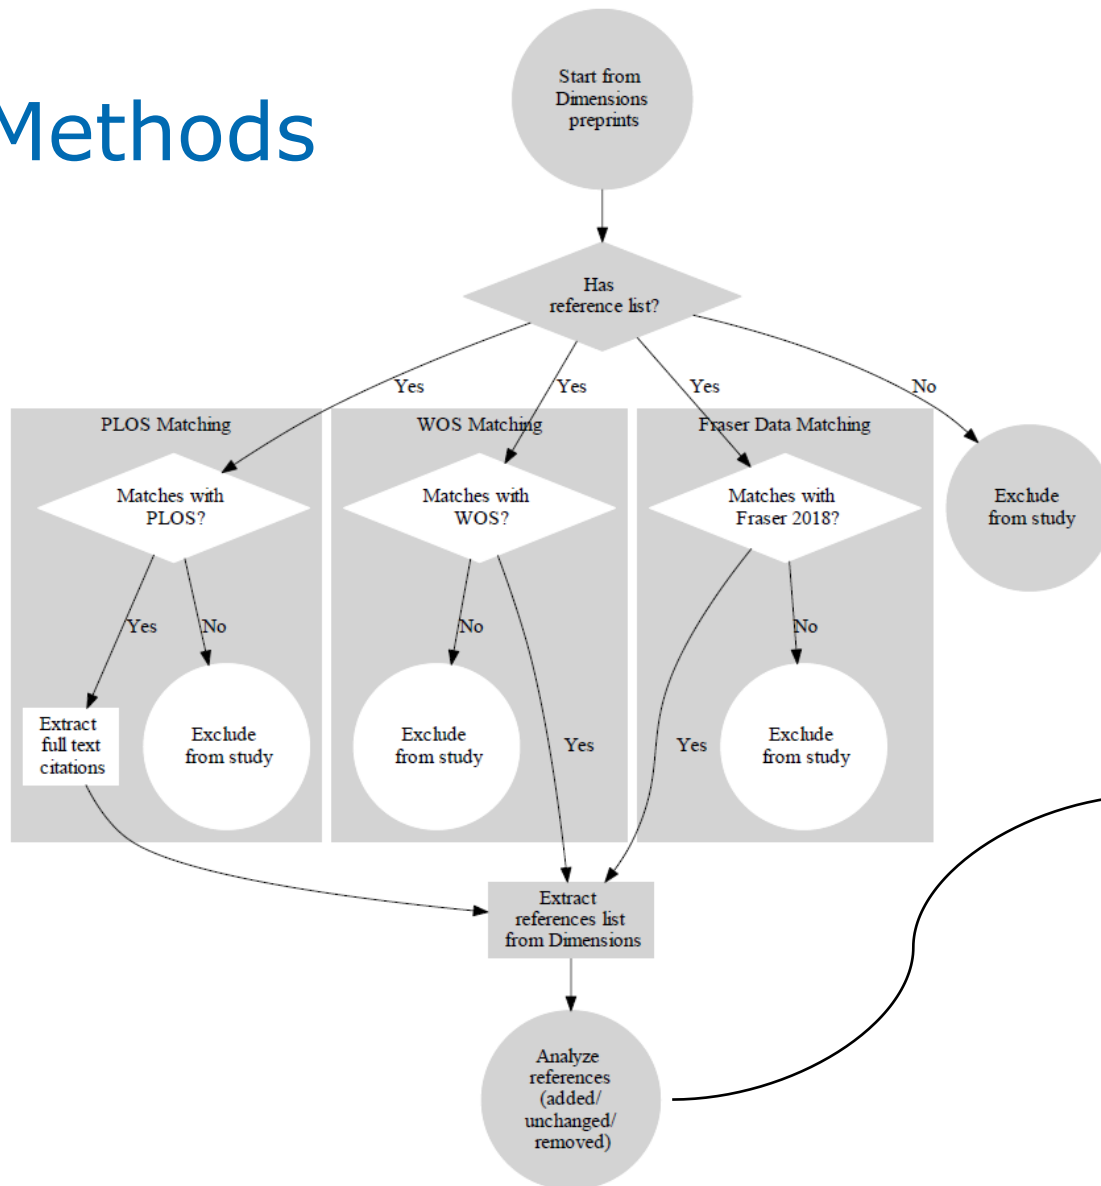 Methods
Start from
Dimensions
preprints
Has
reference list?
Yes
Yes
Yes
No
PLOS Matching
WOS Matching
Fraser Data Matching
Matches with
PLOS?
Matches with
WOS?
Matches with
Fraser 2018?
Exclude
from study
Yes
No
No
No
Extract
full text
citations
Exclude
from study
Exclude
from study
Yes
Yes
Exclude
from study
Extract
references list
from Dimensions
Analyze
references
(added/
unchanged/
removed)